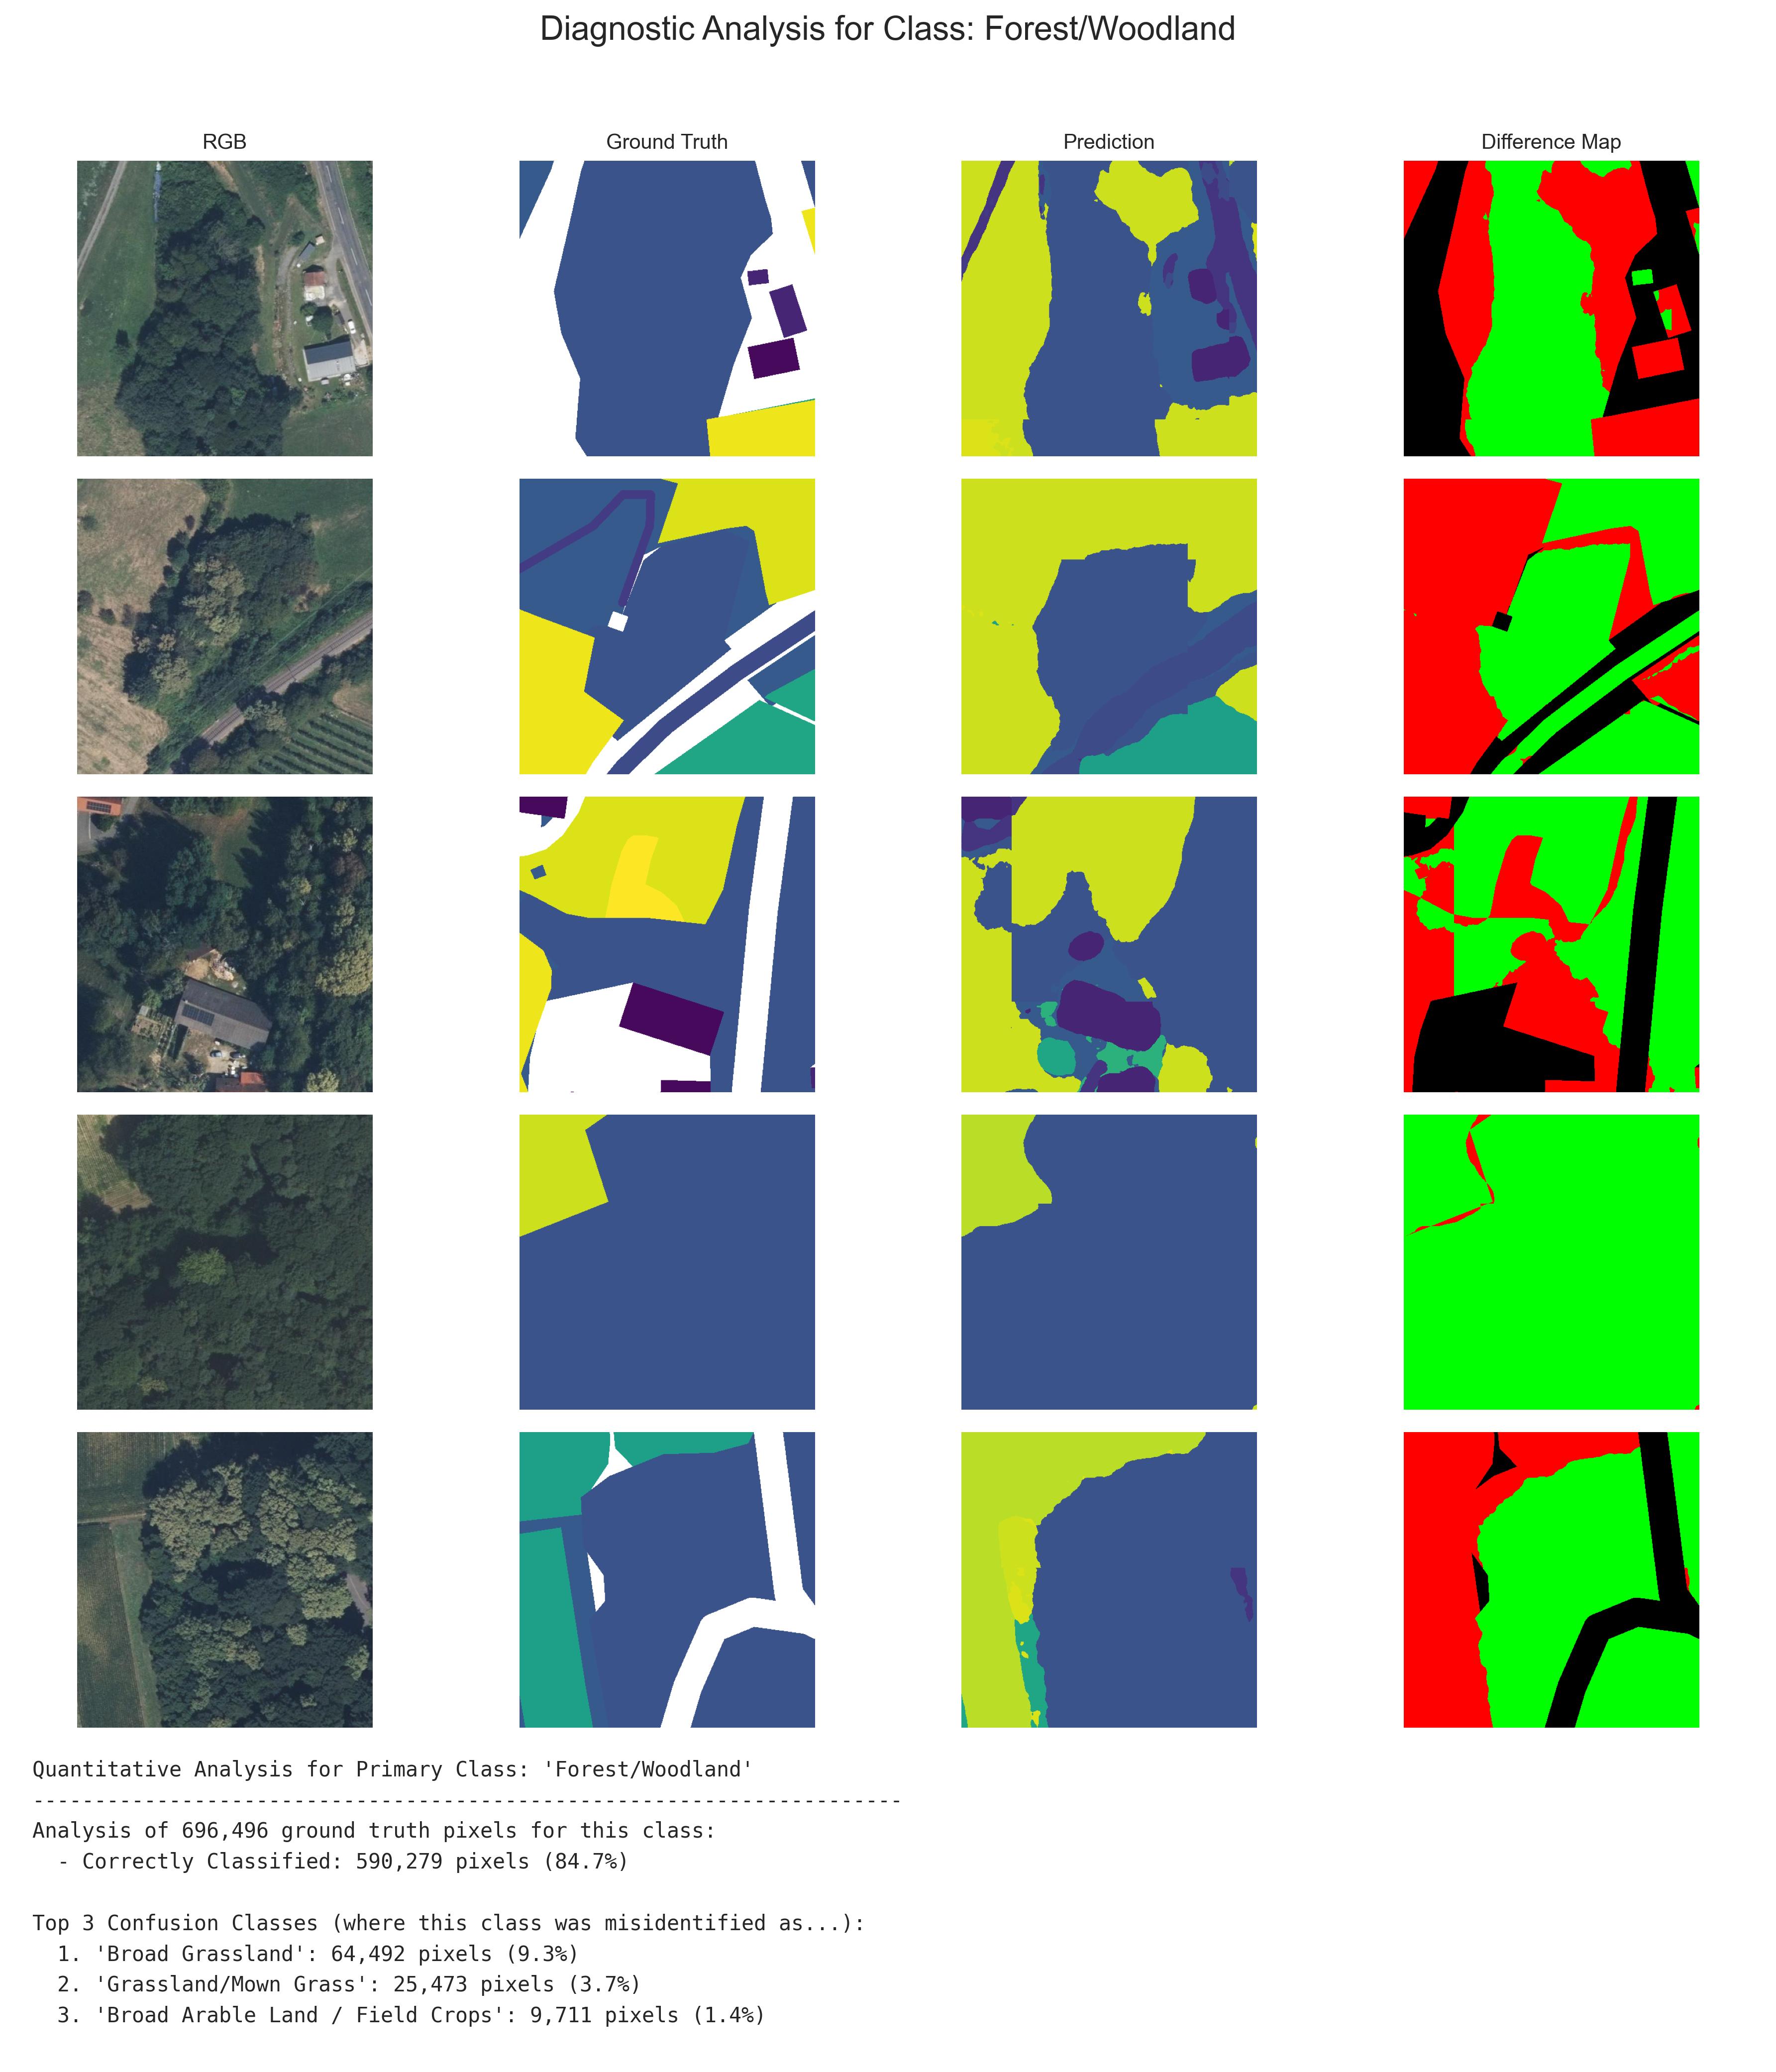 Diagnostic Analysis for Class: Forest/Woodland
RGB
Ground Truth
Prediction
Difference Map
Quantitative Analysis for Primary Class: 'Forest/Woodland'
----------------------------------------------------------------------
Analysis of 696,496 ground truth pixels for this class:
- Correctly Classified: 590,279 pixels (84.7%)
Top 3 Confusion Classes (where this class was misidentified as...):
1. 'Broad Grassland': 64,492 pixels (9.3%)
2. 'Grassland/Mown Grass': 25,473 pixels (3.7%)
3. 'Broad Arable Land / Field Crops': 9,711 pixels (1.4%)